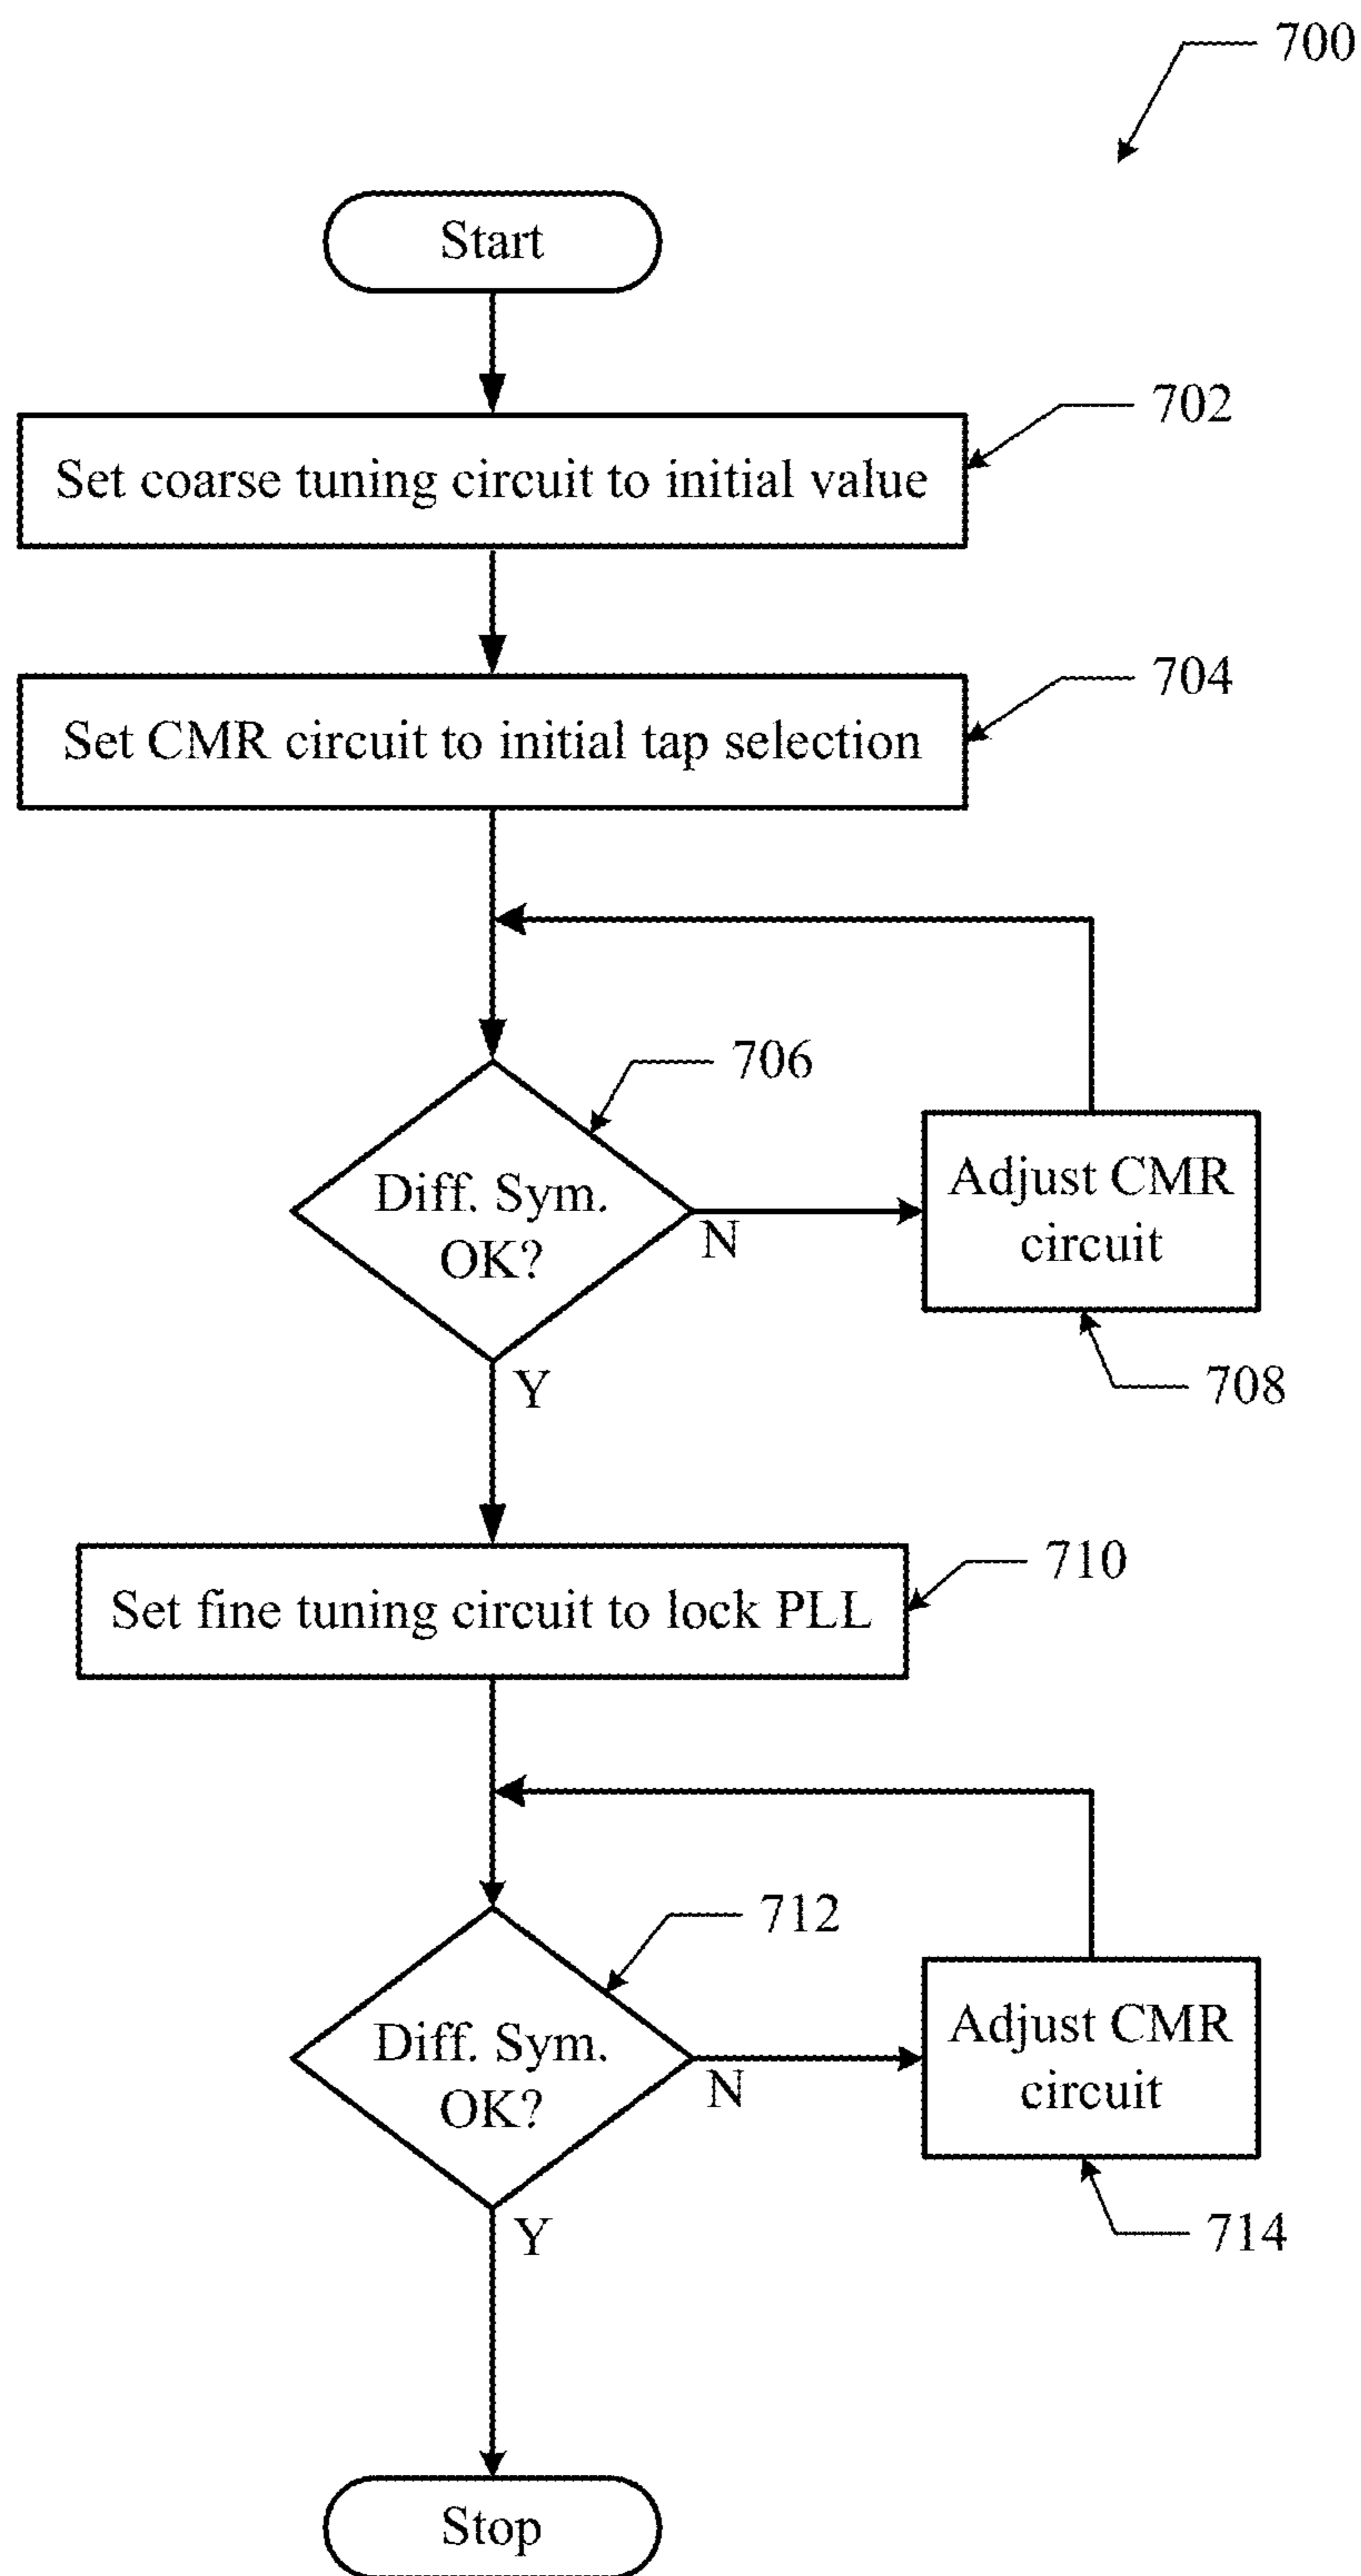 700
Start
702
Set coarse tuning circuit to initial value
704
Set CMR circuit to initial tap selection
706
Diff. Sym.
OK?
N
Adjust CMR
circuit
708
Y
710
Set fine tuning circuit to lock PLL
712
Diff. Sym.
OK?
N
Adjust CMR
circuit
714
Y
Stop